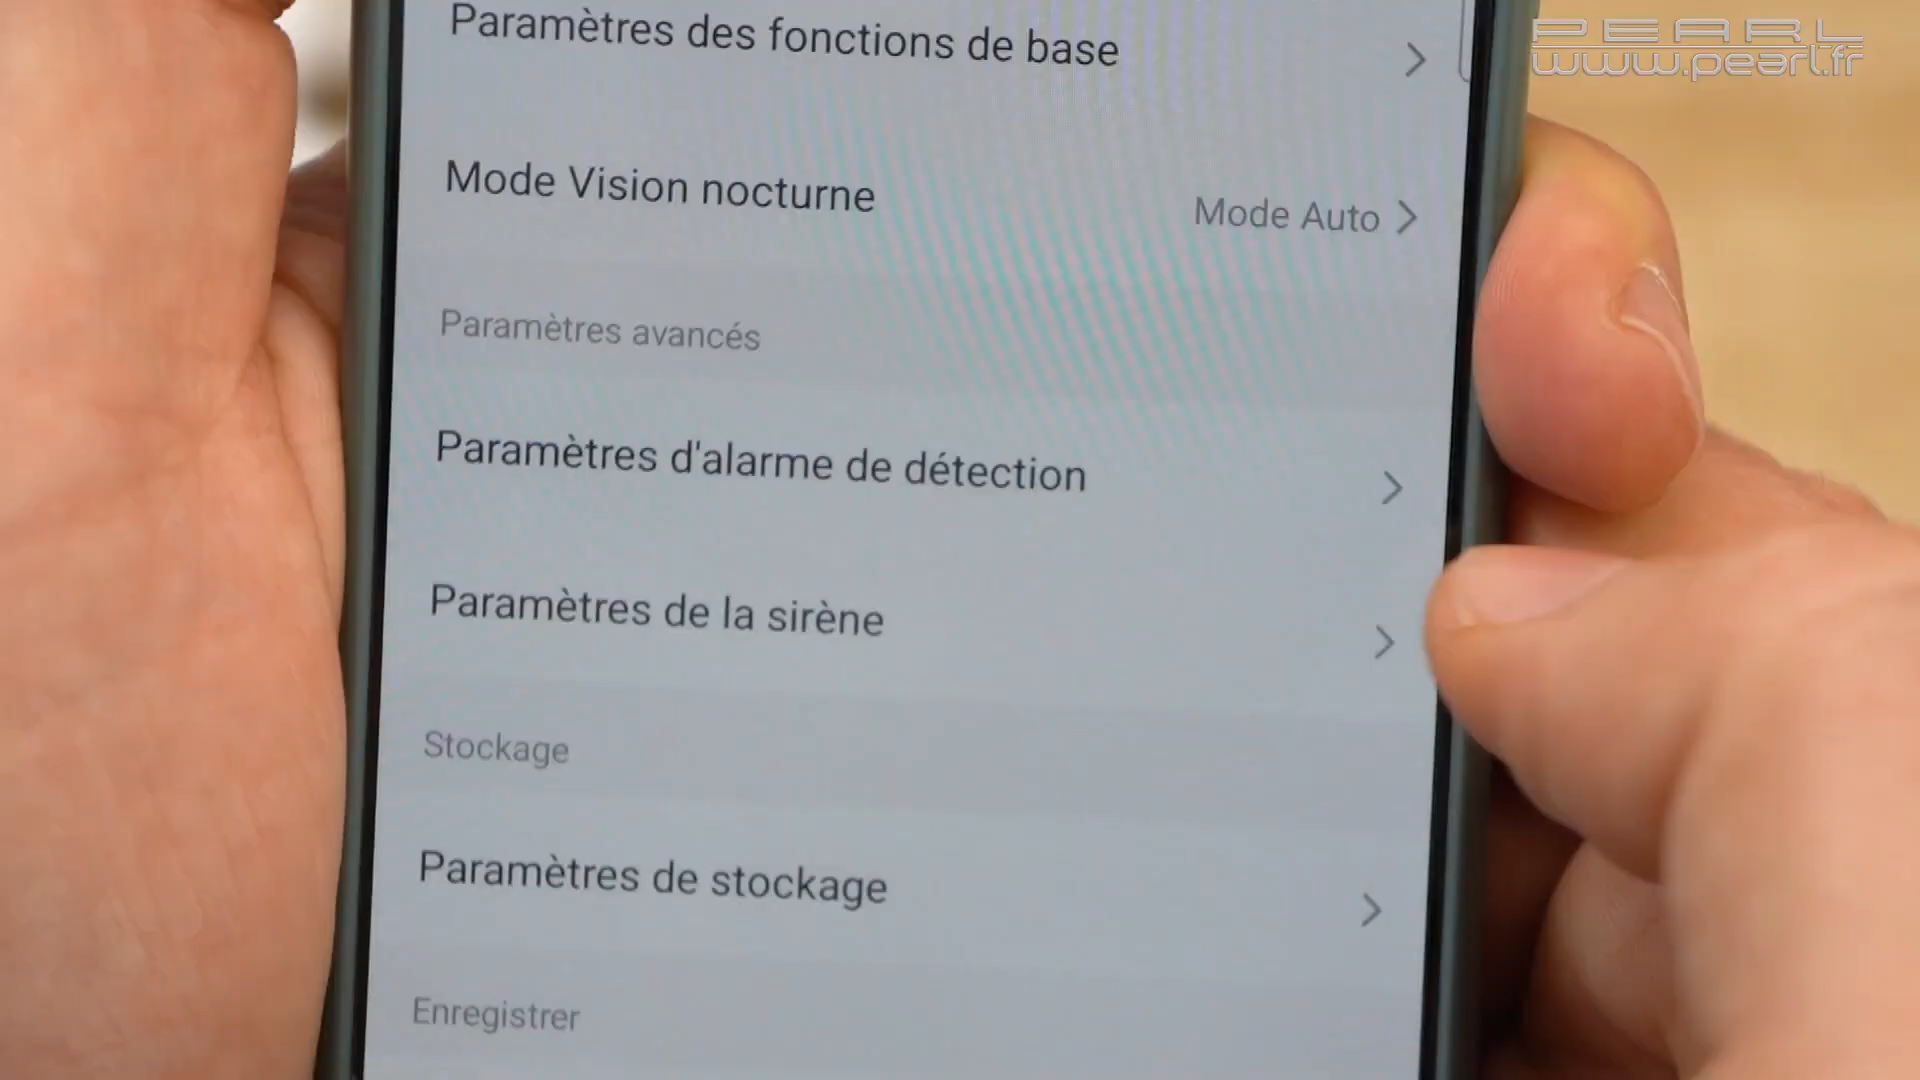 PEARL
www.pearl.fr
Paramètres des fonctions de base
Mode Vision nocturne
Mode Auto
Paramètres avancés
Paramètres d'alarme de détection
Paramètres de la sirène
Stockage
Paramètres de stockage
Enregistrer